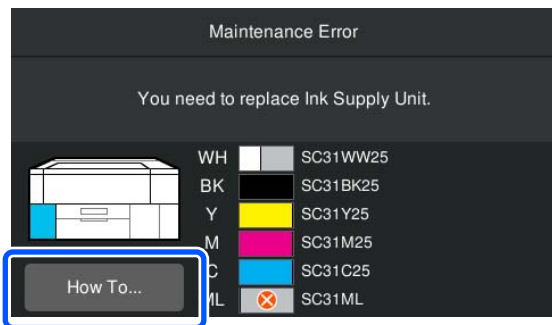 Maintenance Error
You need to replace Ink Supply Unit.
WH SC31WW25
BK SC31BK25
Y SC31Y25
M SC31M25
C SC31C25
ML SC31ML
How To...